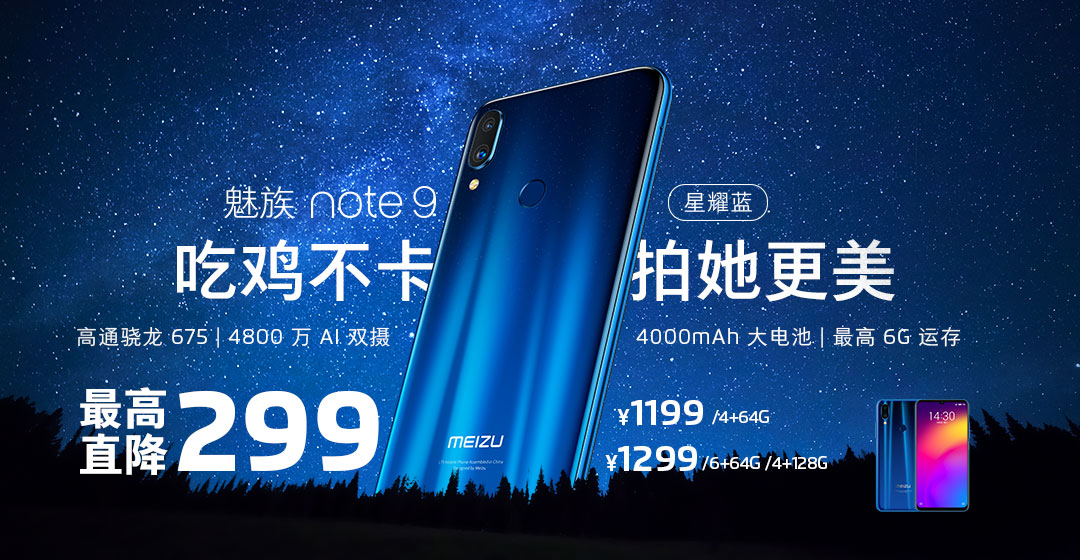 魅族 note 9
星耀蓝
吃鸡不卡 拍她更美
高通骁龙 675 | 4800 万 AI 双摄
4000mAh 大电池 | 最高 6G 运存
最高
直降 299
¥1199 /4+64G
¥1299 /6+64G /4+128G
MEIZU
14:30
MEIZU